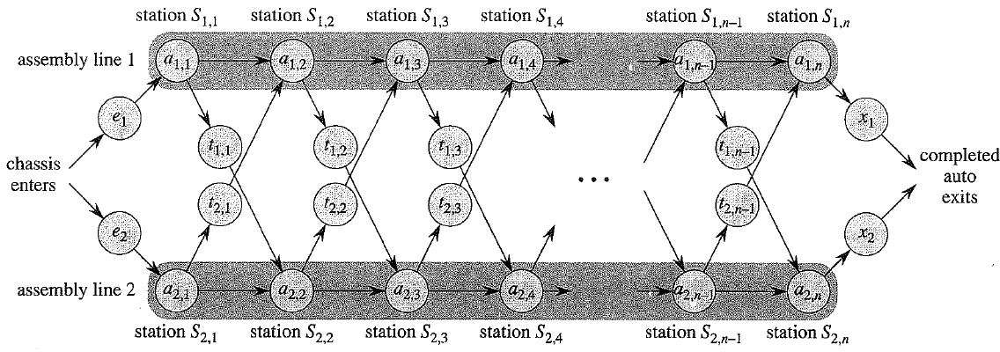 station S1,1 station S1,2 station S1,3 station S1,4 station S1,n–1 station S1,n
assembly line 1 a1,1 a1,2 a1,3 a1,4 a1,n–1 a1,n
e1 x1
t1,1 t1,2 t1,3 t1,n–1
chassis
enters
completed
auto
exits
...
t2,1 t2,2 t2,3 t2,n–1
e2 x2
assembly line 2 a2,1 a2,2 a2,3 a2,4 a2,n–1 a2,n
station S2,1 station S2,2 station S2,3 station S2,4 station S2,n–1 station S2,n